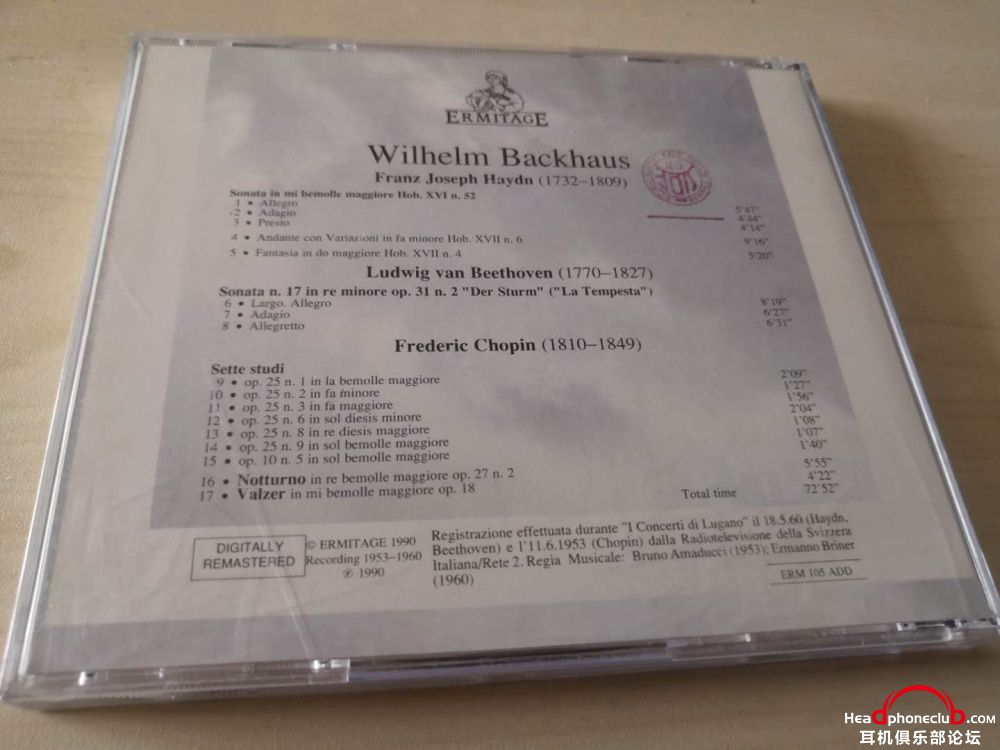 ERMITAGE
Wilhelm Backhaus
Franz Joseph Haydn (1732–1809)
Sonata in mi bemolle maggiore Hob. XVI n. 52
1 • Allegro 5'47"
2 • Adagio 4'44"
3 • Presto 4'14"
4 • Andante con Variazioni in fa minore Hob. XVII n. 6 9'16"
5 • Fantasia in do maggiore Hob. XVII n. 4 5'20"
Ludwig van Beethoven (1770–1827)
Sonata n. 17 in re minore op. 31 n. 2 "Der Sturm" ("La Tempesta")
6 • Largo. Allegro 8'19"
7 • Adagio 6'27"
8 • Allegretto 6'31"
Frederic Chopin (1810–1849)
Sette studi
9 • op. 25 n. 1 in la bemolle maggiore 2'09"
10 • op. 25 n. 2 in fa minore 1'27"
11 • op. 25 n. 3 in fa maggiore 1'56"
12 • op. 25 n. 6 in sol diesis minore 2'04"
13 • op. 25 n. 8 in re diesis maggiore 1'08"
14 • op. 25 n. 9 in sol bemolle maggiore 1'07"
15 • op. 10 n. 5 in sol bemolle maggiore 1'40"
16 • Notturno in re bemolle maggiore op. 27 n. 2 5'55"
17 • Valzer in mi bemolle maggiore op. 18 4'22"
Total time 72'52"
DIGITALLY
REMASTERED
© ERMITAGE 1990
Recording 1953–1960
℗ 1990
Registrazione effettuata durante "I Concerti di Lugano" il 18.5.60 (Haydn,
Beethoven) e l'11.6.1953 (Chopin) dalla Radiotelevisione della Svizzera
Italiana/Rete 2. Regia Musicale: Bruno Amaducci (1953); Ermanno Briner
(1960)
ERM 105 ADD
Headphoneclub.com
耳机俱乐部论坛